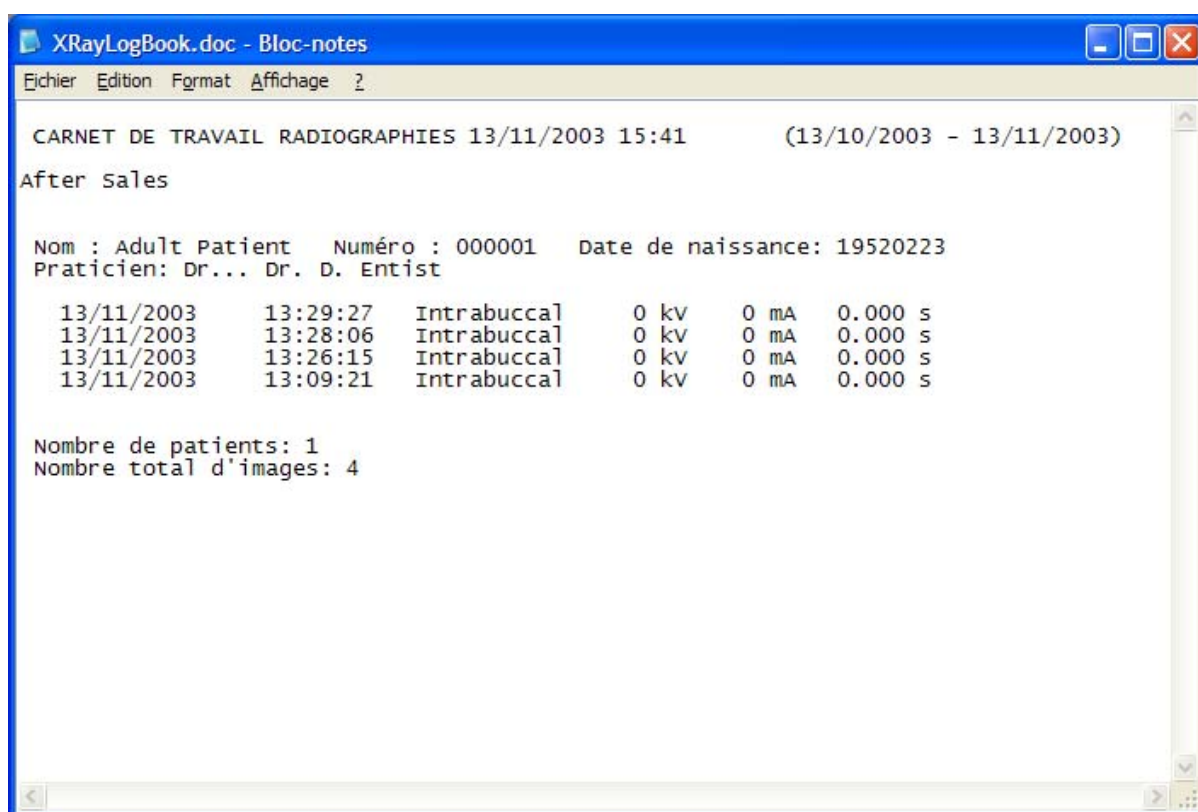 XRayLogBook.doc - Bloc-notes
Fichier Edition Format Affichage ?
CARNET DE TRAVAIL RADIOGRAPHIES 13/11/2003 15:41 (13/10/2003 - 13/11/2003)
After Sales
Nom : Adult Patient Numéro : 000001 Date de naissance: 19520223
Praticien: Dr... Dr. D. Entist
13/11/2003 13:29:27 Intrabuccal 0 kV 0 mA 0.000 s
13/11/2003 13:28:06 Intrabuccal 0 kV 0 mA 0.000 s
13/11/2003 13:26:15 Intrabuccal 0 kV 0 mA 0.000 s
13/11/2003 13:09:21 Intrabuccal 0 kV 0 mA 0.000 s
Nombre de patients: 1
Nombre total d'images: 4